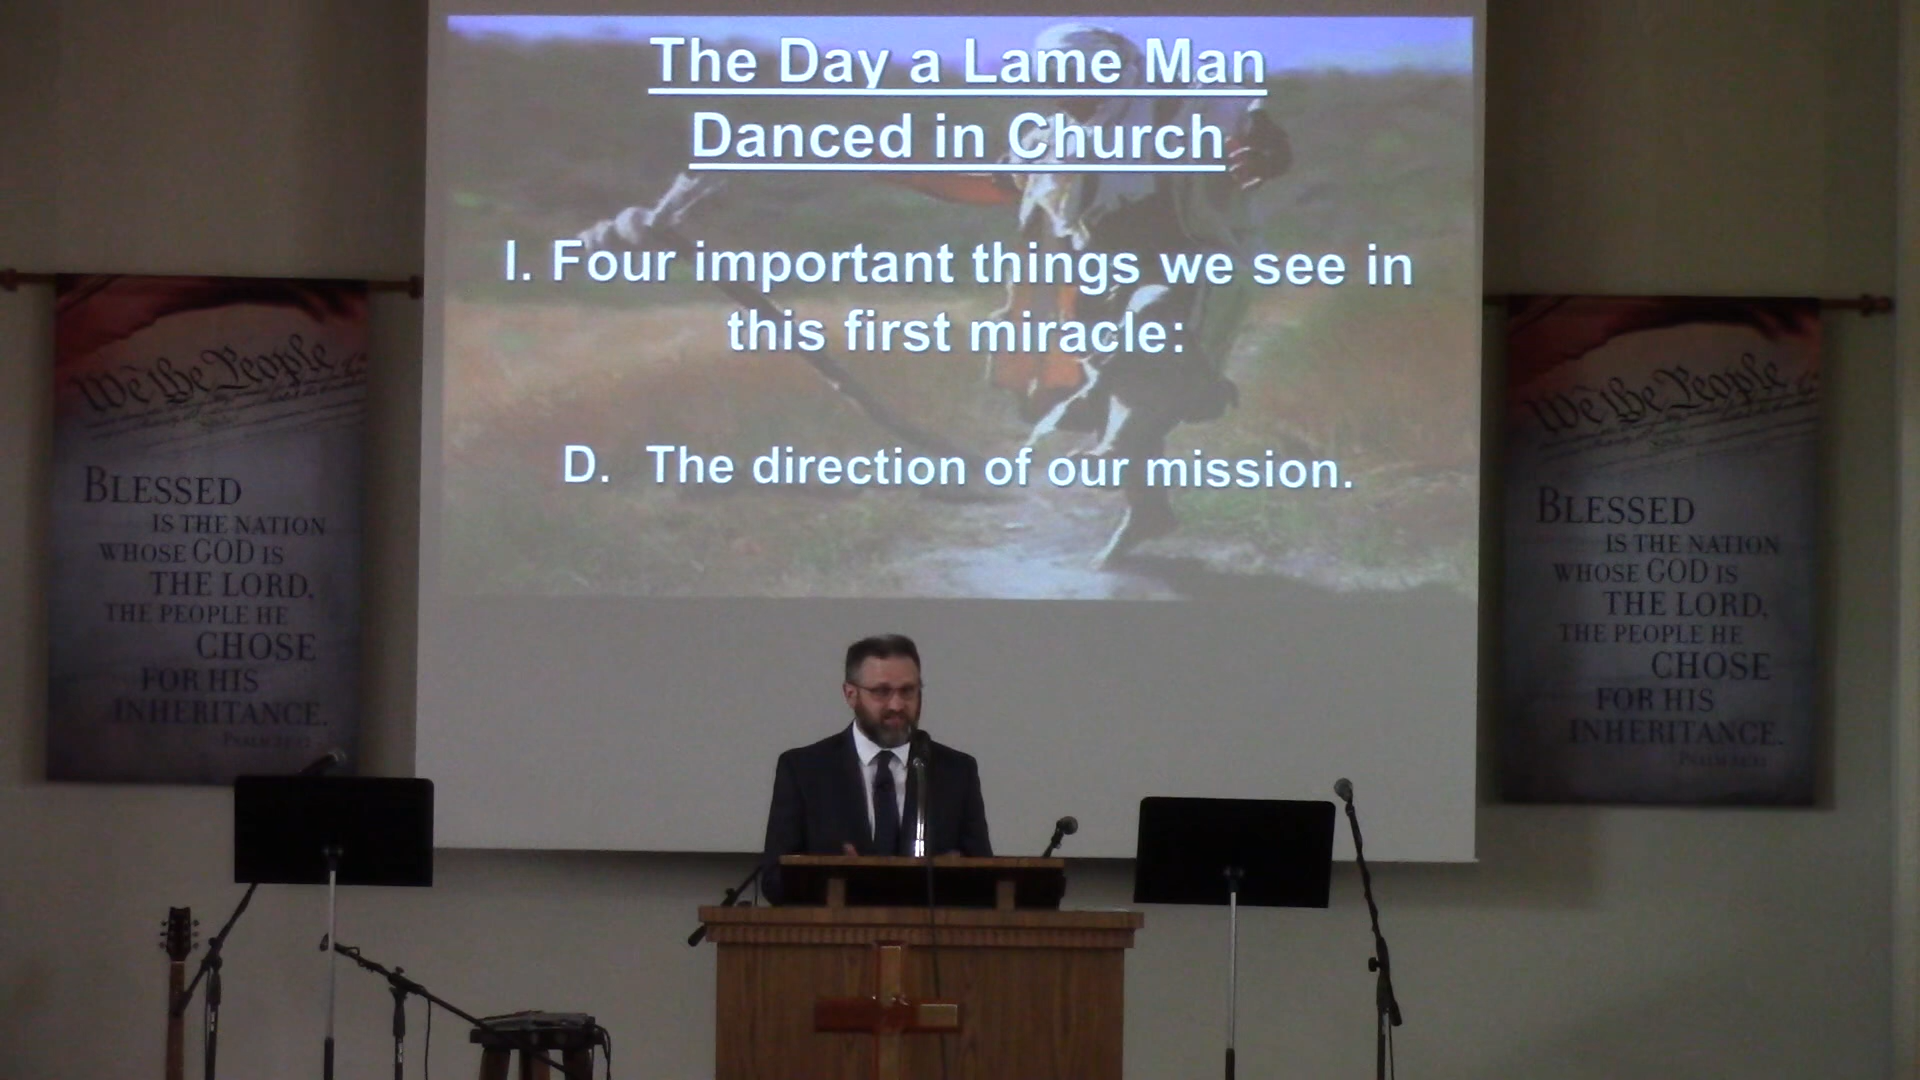 The Day a Lame Man
Danced in Church
I. Four important things we see in
this first miracle:
D. The direction of our mission.
We the People
BLESSED
IS THE NATION
WHOSE GOD IS
THE LORD,
THE PEOPLE HE
CHOSE
FOR HIS
INHERITANCE.
We the People
BLESSED
IS THE NATION
WHOSE GOD IS
THE LORD,
THE PEOPLE HE
CHOSE
FOR HIS
INHERITANCE.